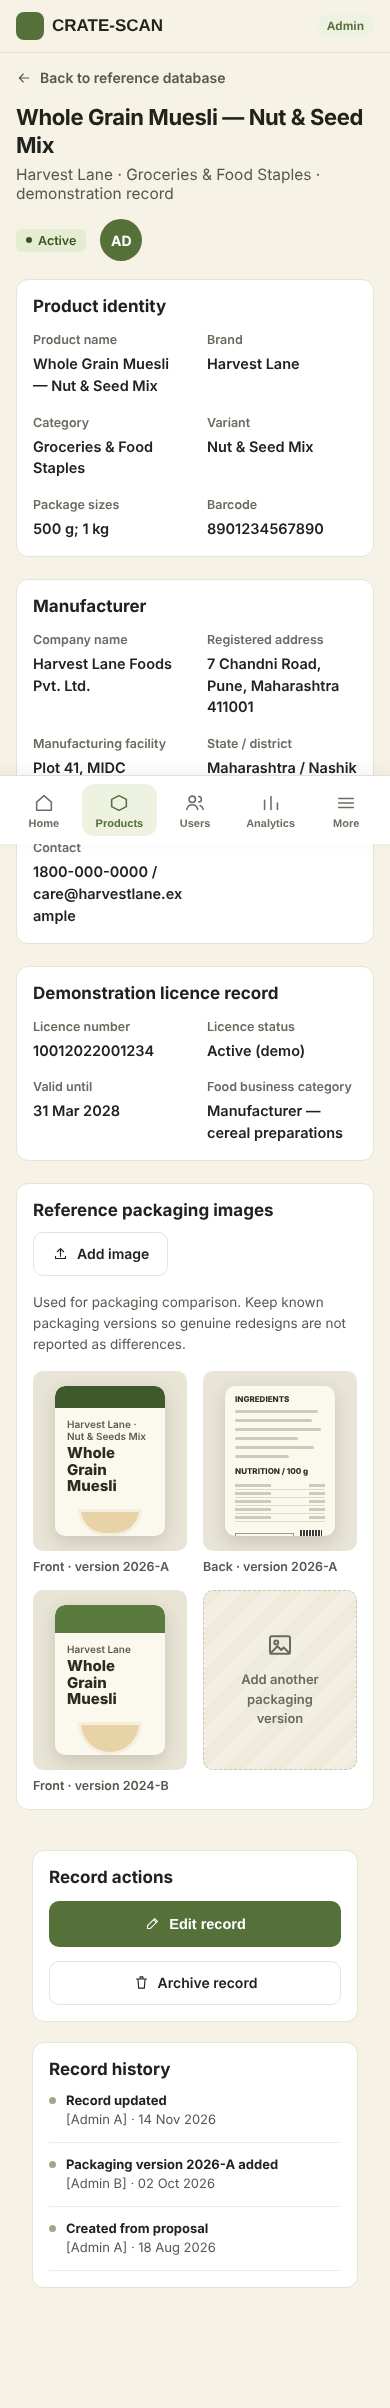 CRATE-SCAN
Admin
← Back to reference database
Whole Grain Muesli — Nut & Seed
Mix
Harvest Lane · Groceries & Food Staples ·
demonstration record
Active
AD
Product identity
Product name
Whole Grain Muesli
— Nut & Seed Mix
Brand
Harvest Lane
Category
Groceries & Food
Staples
Variant
Nut & Seed Mix
Package sizes
500 g; 1 kg
Barcode
8901234567890
Manufacturer
Company name
Harvest Lane Foods
Pvt. Ltd.
Registered address
7 Chandni Road,
Pune, Maharashtra
411001
Manufacturing facility
Plot 41, MIDC
State / district
Maharashtra / Nashik
Home
Products
Users
Analytics
More
Contact
1800-000-0000 /
care@harvestlane.ex
ample
Demonstration licence record
Licence number
10012022001234
Licence status
Active (demo)
Valid until
31 Mar 2028
Food business category
Manufacturer —
cereal preparations
Reference packaging images
Add image
Used for packaging comparison. Keep known
packaging versions so genuine redesigns are not
reported as differences.
Harvest Lane ·
Nut & Seeds Mix
Whole
Grain
Muesli
INGREDIENTS
NUTRITION / 100 g
Front · version 2026-A
Back · version 2026-A
Harvest Lane
Whole
Grain
Muesli
Add another
packaging
version
Front · version 2024-B
Record actions
Edit record
Archive record
Record history
Record updated
[Admin A] · 14 Nov 2026
Packaging version 2026-A added
[Admin B] · 02 Oct 2026
Created from proposal
[Admin A] · 18 Aug 2026